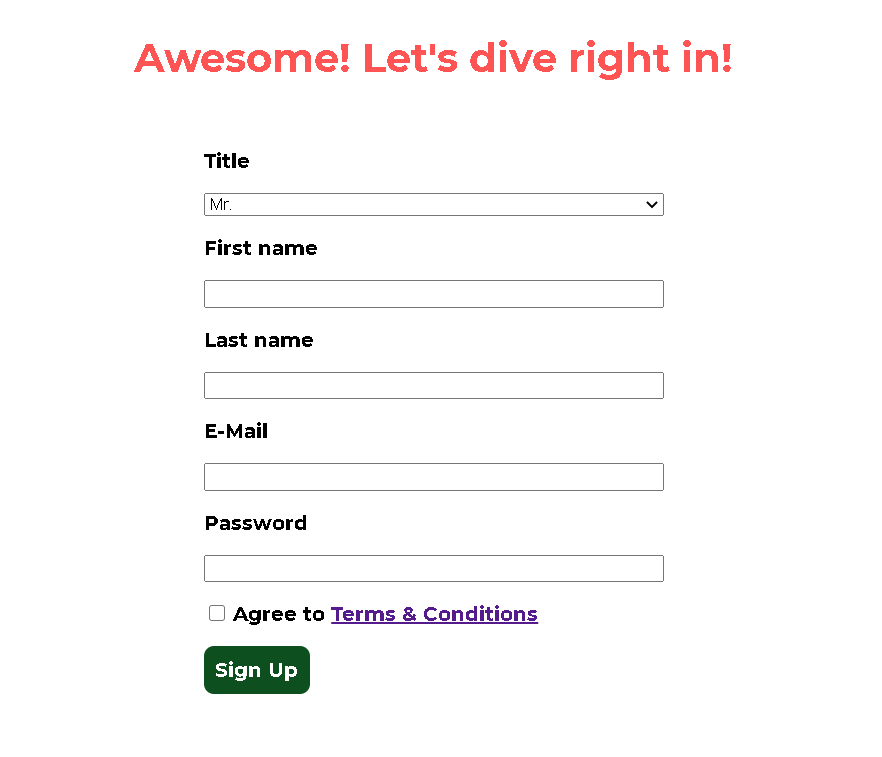 Awesome! Let's dive right in!
Title
Mr.
First name
Last name
E-Mail
Password
Agree to Terms & Conditions
Sign Up